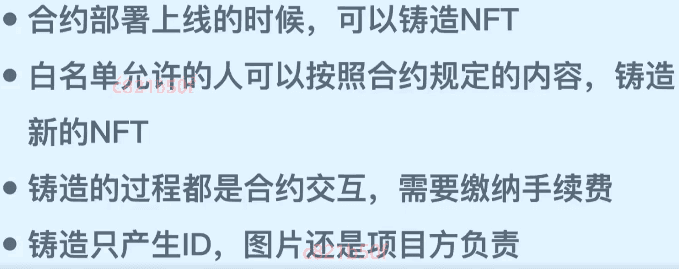 • 合约部署上线的时候，可以铸造NFT
• 白名单允许的人可以按照合约规定的内容，铸造
新的NFT
• 铸造的过程都是合约交互，需要缴纳手续费
• 铸造只产生ID，图片还是项目方负责